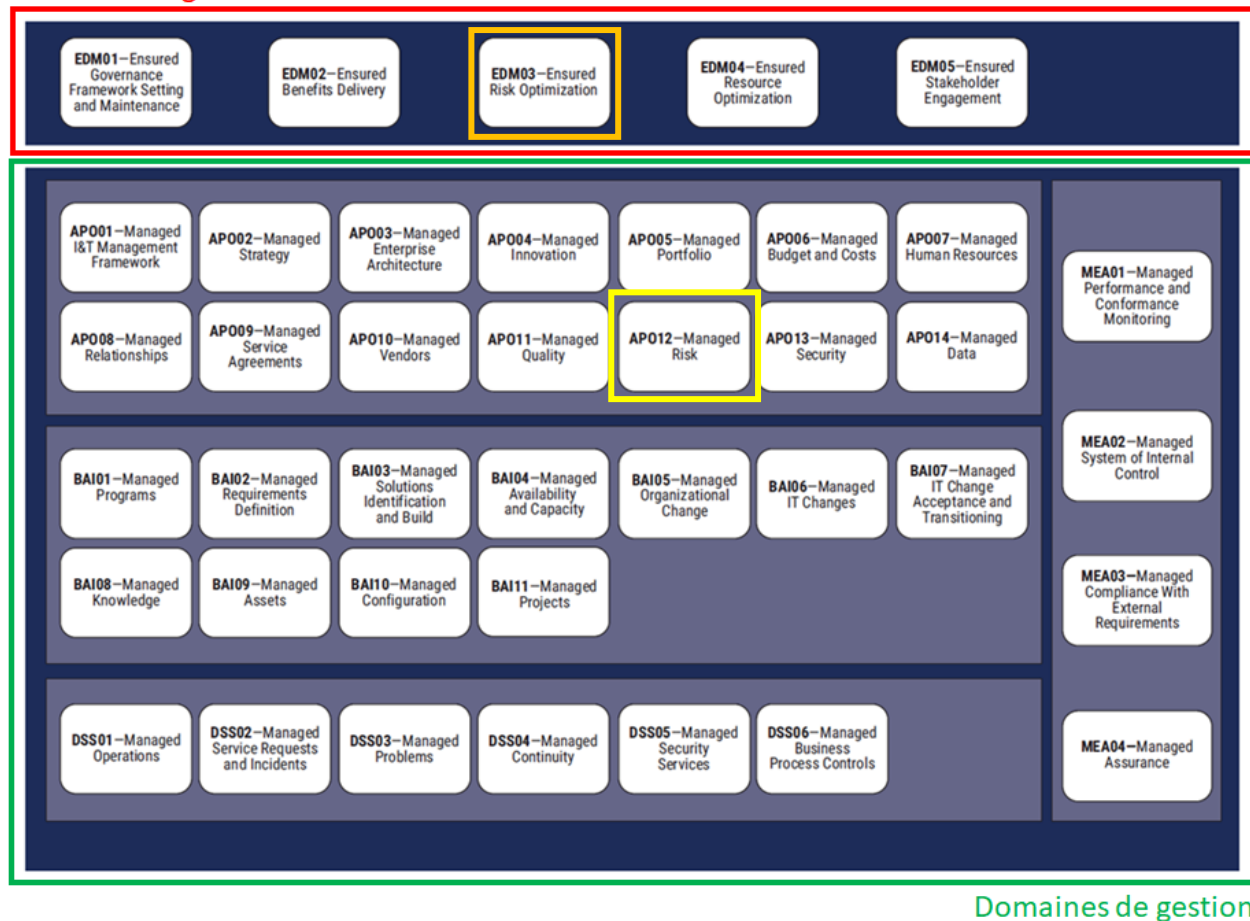 EDM01—Ensured
Governance
Framework Setting
and Maintenance
EDM02—Ensured
Benefits Delivery
EDM03—Ensured
Risk Optimization
EDM04—Ensured
Resource
Optimization
EDM05—Ensured
Stakeholder
Engagement
APO01—Managed
I&T Management
Framework
APO02—Managed
Strategy
APO03—Managed
Enterprise
Architecture
APO04—Managed
Innovation
APO05—Managed
Portfolio
APO06—Managed
Budget and Costs
APO07—Managed
Human Resources
APO08—Managed
Relationships
APO09—Managed
Service
Agreements
APO10—Managed
Vendors
APO11—Managed
Quality
APO12—Managed
Risk
APO13—Managed
Security
APO14—Managed
Data
BAI01—Managed
Programs
BAI02—Managed
Requirements
Definition
BAI03—Managed
Solutions
Identification
and Build
BAI04—Managed
Availability
and Capacity
BAI05—Managed
Organizational
Change
BAI06—Managed
IT Changes
BAI07—Managed
IT Change
Acceptance and
Transitioning
BAI08—Managed
Knowledge
BAI09—Managed
Assets
BAI10—Managed
Configuration
BAI11—Managed
Projects
DSS01—Managed
Operations
DSS02—Managed
Service Requests
and Incidents
DSS03—Managed
Problems
DSS04—Managed
Continuity
DSS05—Managed
Security
Services
DSS06—Managed
Business
Process Controls
MEA01—Managed
Performance and
Conformance
Monitoring
MEA02—Managed
System of Internal
Control
MEA03—Managed
Compliance With
External
Requirements
MEA04—Managed
Assurance
Domaines de gestion